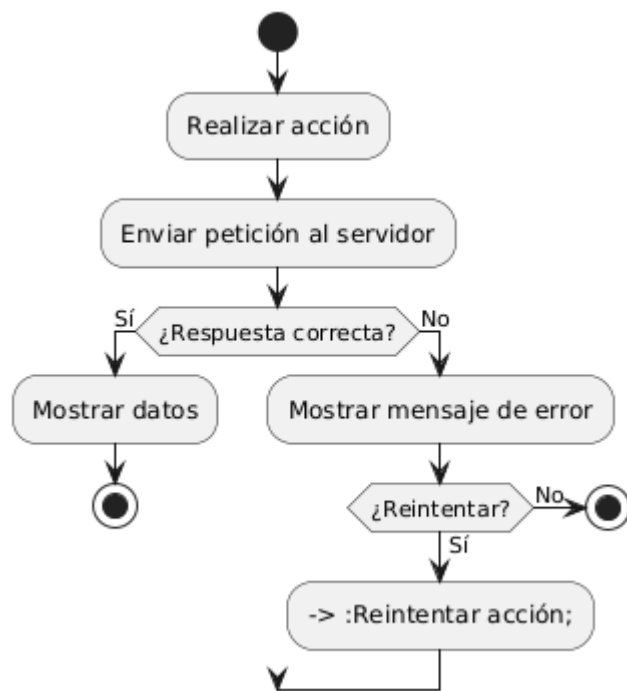 Realizar acción
Enviar petición al servidor
¿Respuesta correcta?
Sí
No
Mostrar datos
Mostrar mensaje de error
¿Reintentar?
No
Sí
-> :Reintentar acción;